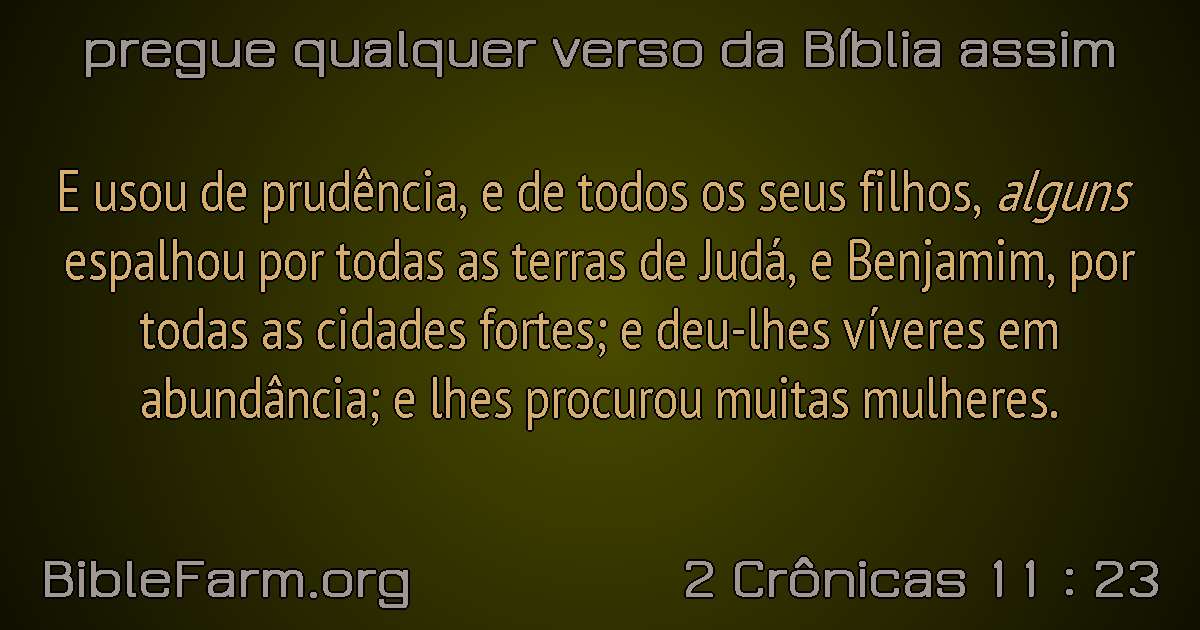 pregue qualquer verso da Bíblia assim
E usou de prudência, e de todos os seus filhos, alguns
espalhou por todas as terras de Judá, e Benjamim, por
todas as cidades fortes; e deu-lhes víveres em
abundância; e lhes procurou muitas mulheres.
BibleFarm.org 2 Crônicas 11 : 23